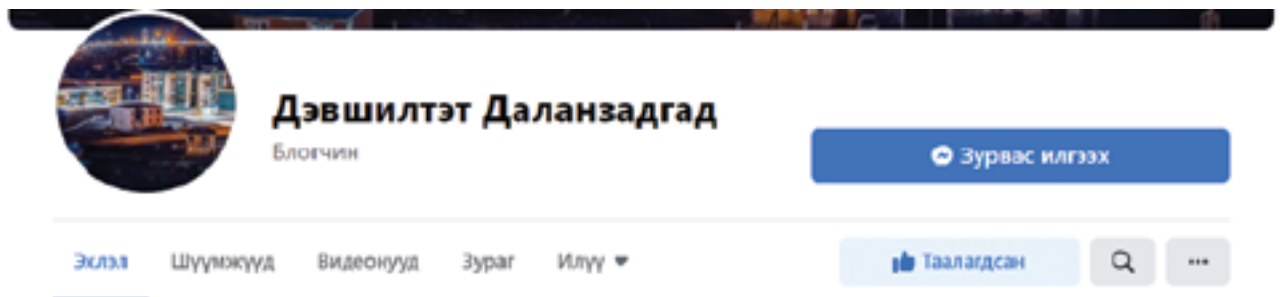 Дэвшилтэт Даланзадгад
Блогчин
Зурвас илгээх
Эхлэл Шүүмжүүд Видеонууд Зураг Илүү Таалагдсан